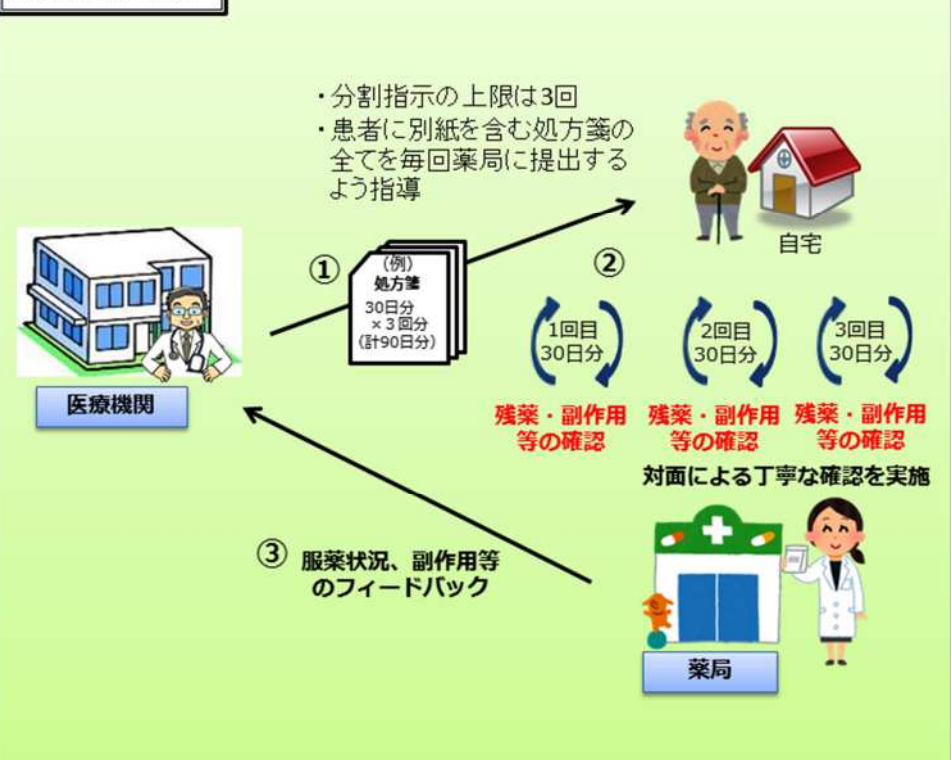 ・分割指示の上限は3回
・患者に別紙を含む処方箋の
全てを毎回薬局に提出する
よう指導
自宅
①
(例)
処方箋
30日分
×3回分
(計90日分)
②
1回目
30日分
2回目
30日分
3回目
30日分
医療機関
残薬・副作用
等の確認
残薬・副作用
等の確認
残薬・副作用
等の確認
対面による丁寧な確認を実施
③ 服薬状況、副作用等
のフィードバック
薬局